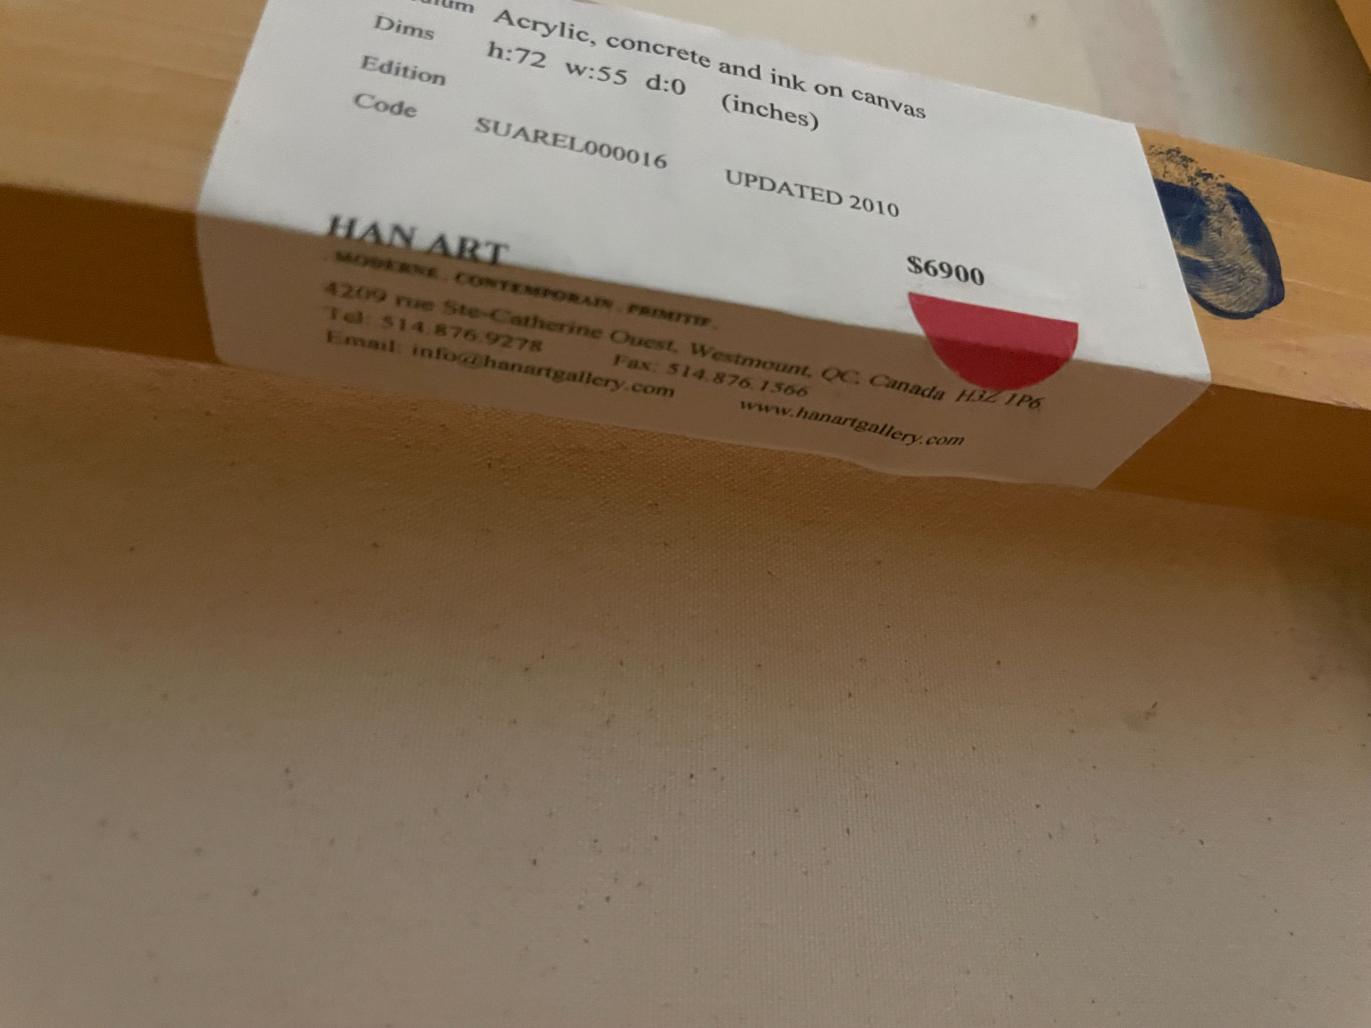 Acrylic, concrete and ink on canvas
Dims h:72 w:55 d:0 (inches)
Edition
Code SUAREL000016 UPDATED 2010
$6900
HAN ART
. MODERNE . CONTEMPORAIN . PRIMITIF .
4209 rue Ste-Catherine Ouest, Westmount, QC, Canada H3Z 1P6
Tel: 514.876.9278 Fax: 514.876.1566
Email: info@hanartgallery.com www.hanartgallery.com